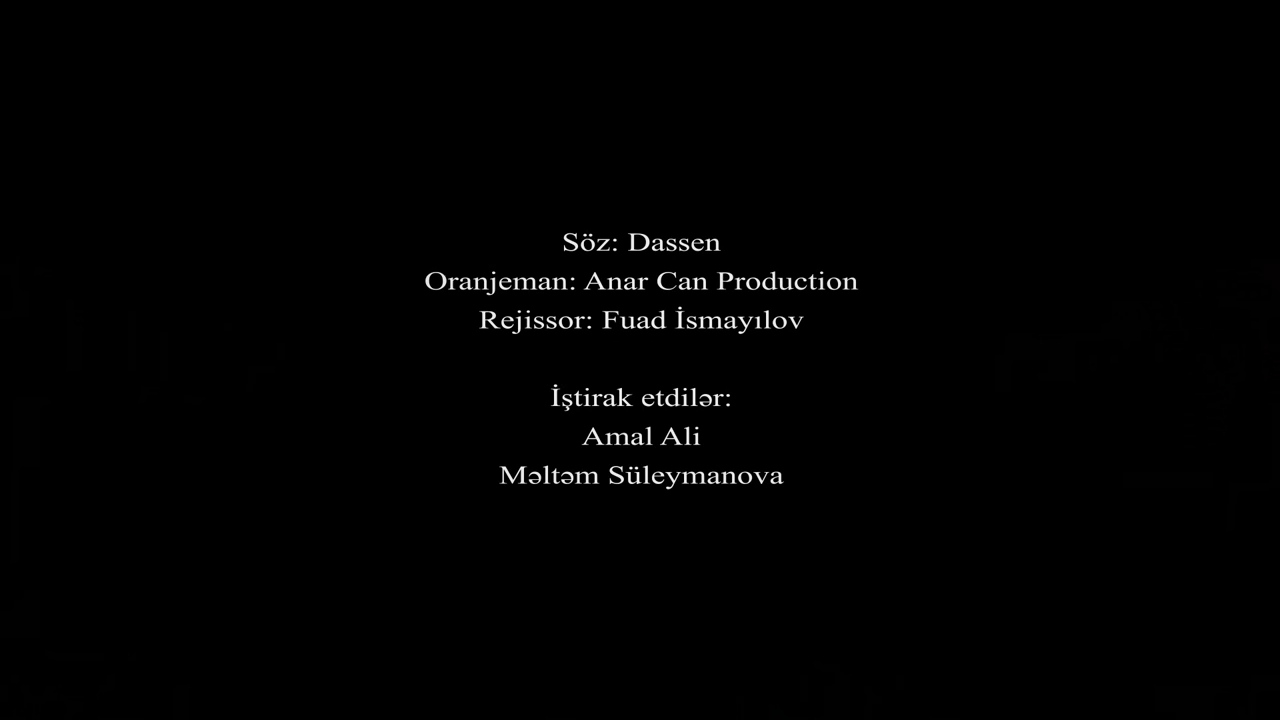 Söz: Dassen
Oranjeman: Anar Can Production
Rejissor: Fuad İsmayılov
İştirak etdilər:
Amal Ali
Məltəm Süleymanova